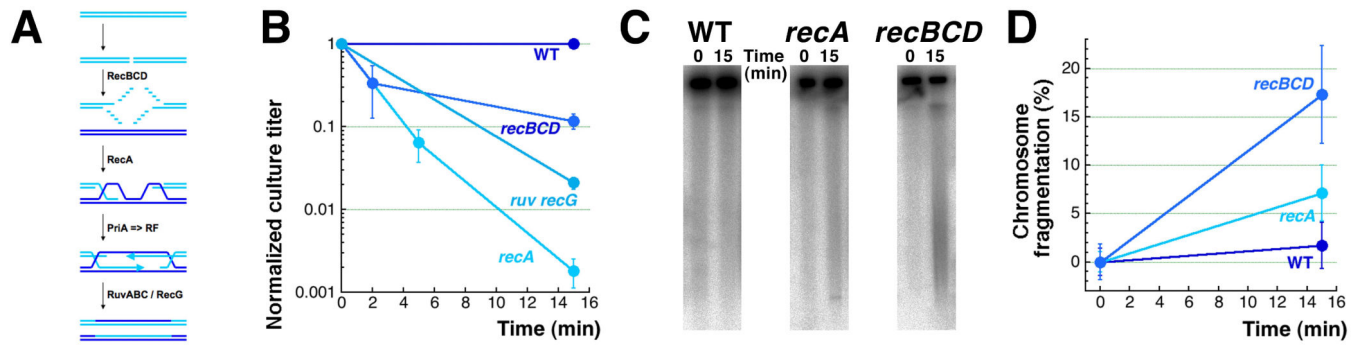 A
RecBCD
RecA
PriA => RF
RuvABC / RecG
B
Normalized culture titer
1
0.1
0.01
0.001
WT
recBCD
ruv recG
recA
0 2 4 6 8 10 12 14 16
Time (min)
C
WT recA recBCD
0 15 Time (min) 0 15 0 15
D
Chromosome
fragmentation (%)
20
15
10
5
0
recBCD
recA
WT
0 2 4 6 8 10 12 14 16
Time (min)